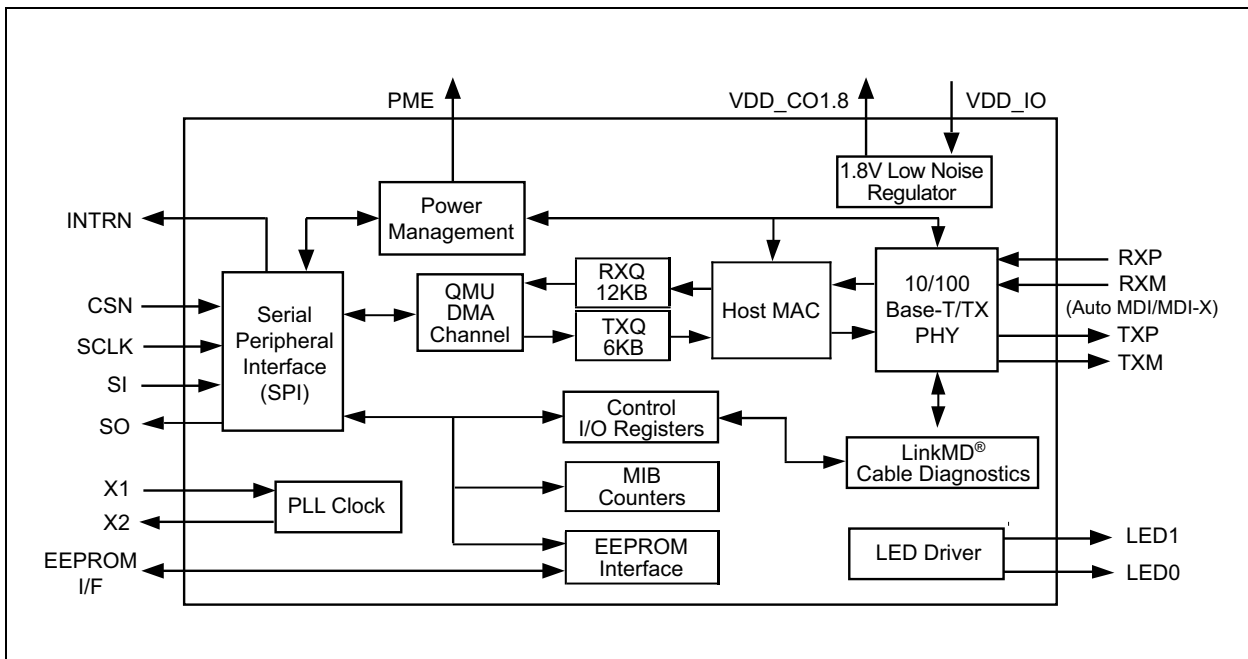 PME
VDD_CO1.8
VDD_IO
1.8V Low Noise
Regulator
Power
Management
INTRN
CSN
SCLK
SI
SO
Serial
Peripheral
Interface
(SPI)
QMU
DMA
Channel
RXQ
12KB
TXQ
6KB
Host MAC
10/100
Base-T/TX
PHY
RXP
RXM
(Auto MDI/MDI-X)
TXP
TXM
Control
I/O Registers
LinkMD®
Cable Diagnostics
MIB
Counters
X1
X2
PLL Clock
EEPROM
I/F
EEPROM
Interface
LED Driver
LED1
LED0